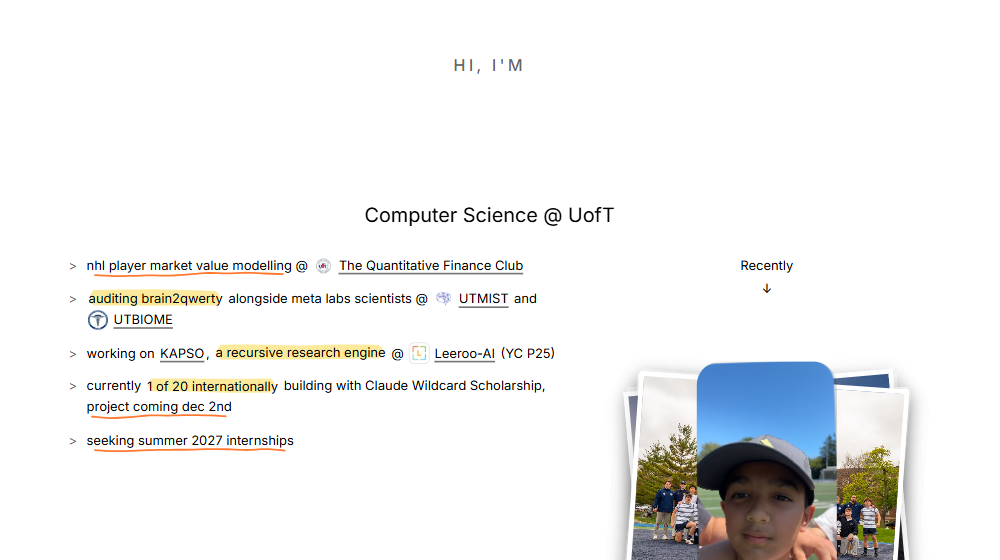 HI, I'M
Computer Science @ UofT
> nhl player market value modelling @ The Quantitative Finance Club
> auditing brain2qwerty alongside meta labs scientists @ UTMIST and
UTBIOME
> working on KAPSO, a recursive research engine @ Leeroo-AI (YC P25)
> currently 1 of 20 internationally building with Claude Wildcard Scholarship,
project coming dec 2nd
> seeking summer 2027 internships
Recently
↓